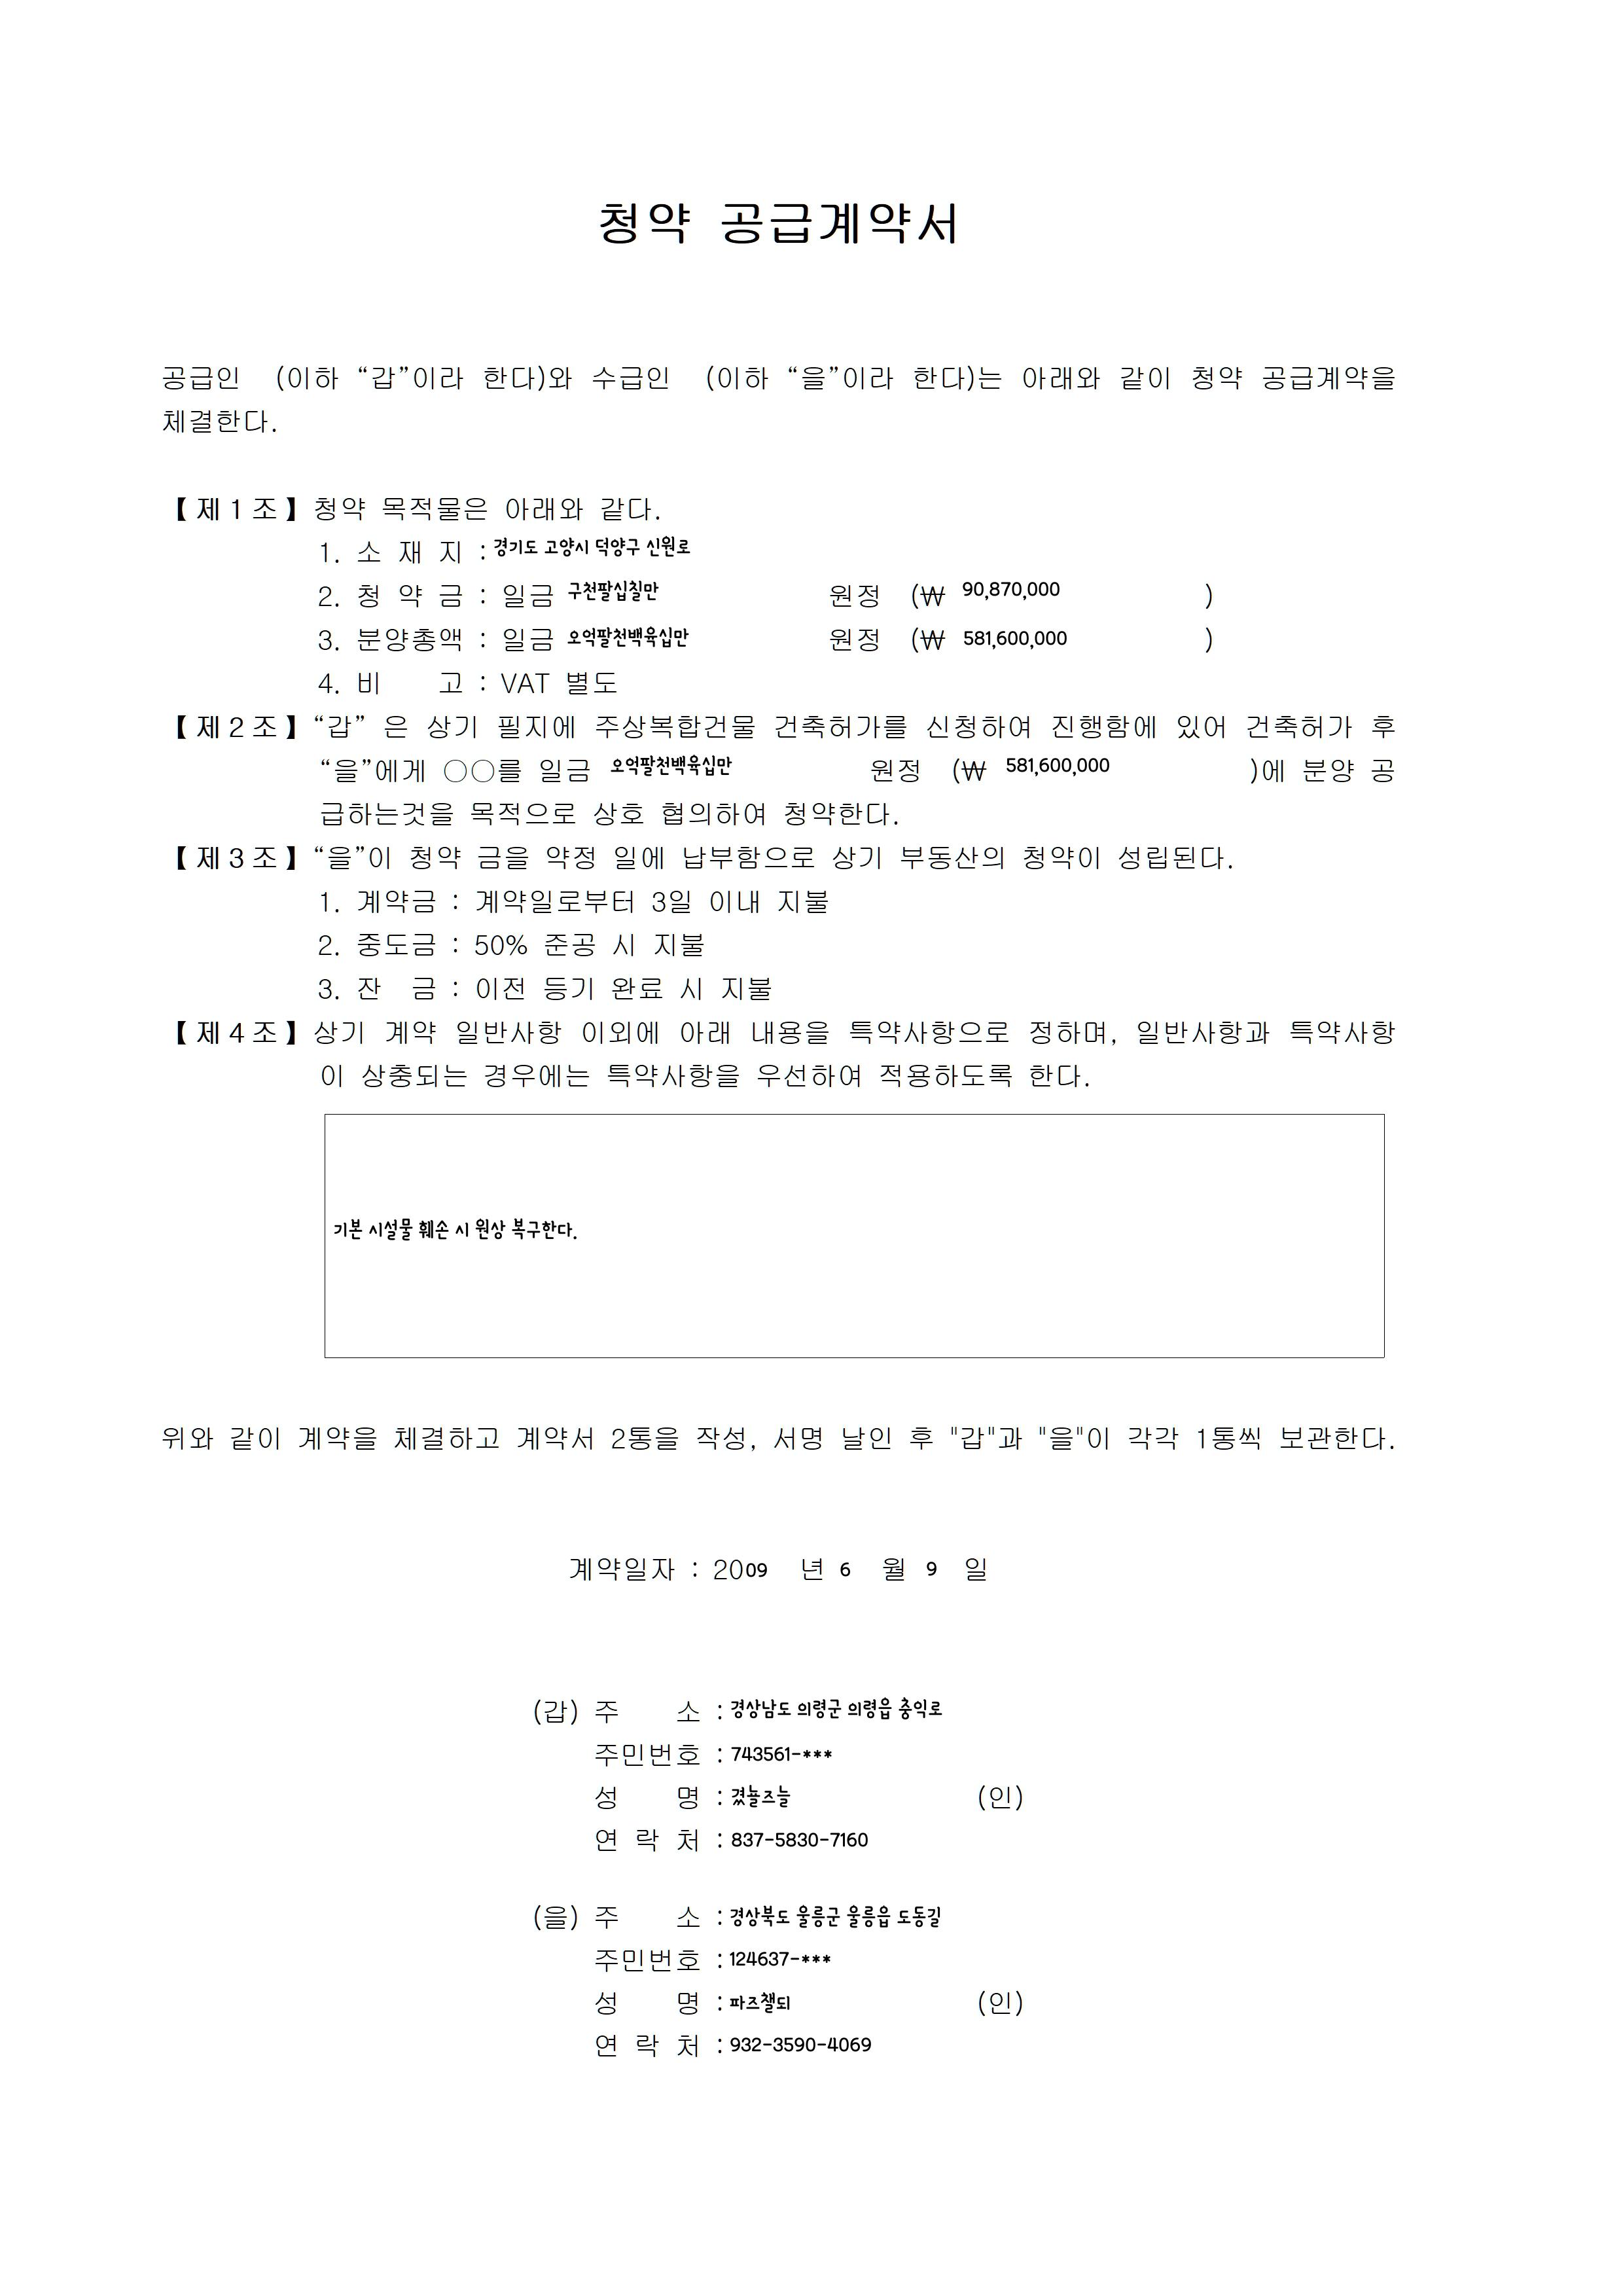 청약 공급계약서
공급인 (이하 “갑”이라 한다)와 수급인 (이하 “을”이라 한다)는 아래와 같이 청약 공급계약을
체결한다.
【제1조】청약 목적물은 아래와 같다.
1. 소 재 지 : 경기도 고양시 덕양구 신원로
2. 청 약 금 : 일금 구천팔십칠만 원정 (₩ 90,870,000 )
3. 분양총액 : 일금 오억팔천백육십만 원정 (₩ 581,600,000 )
4. 비 고 : VAT 별도
【제2조】“갑” 은 상기 필지에 주상복합건물 건축허가를 신청하여 진행함에 있어 건축허가 후
“을”에게 ○○를 일금 오억팔천백육십만 원정 (₩ 581,600,000 )에 분양 공
급하는것을 목적으로 상호 협의하여 청약한다.
【제3조】“을”이 청약 금을 약정 일에 납부함으로 상기 부동산의 청약이 성립된다.
1. 계약금 : 계약일로부터 3일 이내 지불
2. 중도금 : 50% 준공 시 지불
3. 잔 금 : 이전 등기 완료 시 지불
【제4조】상기 계약 일반사항 이외에 아래 내용을 특약사항으로 정하며, 일반사항과 특약사항
이 상충되는 경우에는 특약사항을 우선하여 적용하도록 한다.
기본 시설물 훼손 시 원상 복구한다.
위와 같이 계약을 체결하고 계약서 2통을 작성, 서명 날인 후 "갑"과 "을"이 각각 1통씩 보관한다.
계약일자 : 2009 년 6 월 9 일
(갑) 주 소 : 경상남도 의령군 의령읍 충익로
주민번호 : 743561-***
성 명 : (인)
연 락 처 : 837-5830-7160
(을) 주 소 : 경상북도 울릉군 울릉읍 도동길
주민번호 : 124637-***
성 명 : 파즈챌되 (인)
연 락 처 : 932-3590-4069